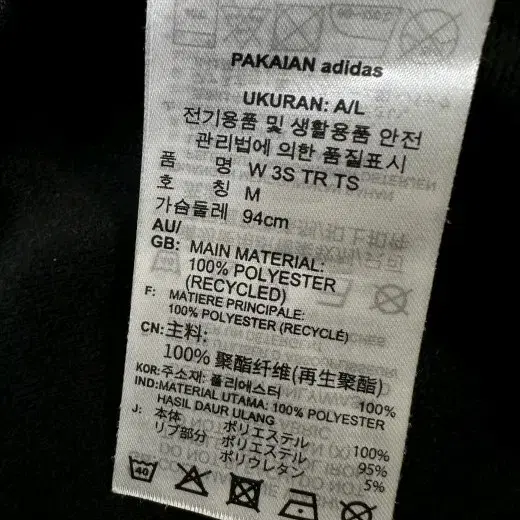 PAKAIAN adidas
UKURAN: A/L
전기용품 및 생활용품 안전
관리법에 의한 품질표시
품 명 W 3S TR TS
호 칭 M
가슴둘레 94cm
AU/
GB: MAIN MATERIAL:
100% POLYESTER
(RECYCLED)
F: MATIERE PRINCIPALE:
100% POLYESTER (RECYCLÉ)
CN:主料:
100% 聚酯纤维(再生聚酯)
KOR:주소재: 폴리에스터 100%
IND:MATERIAL UTAMA: 100% POLYESTER
HASIL DAUR ULANG
J: 本体 ポリエステル 100%
リブ部分 ポリエステル 95%
ポリウレタン 5%
40